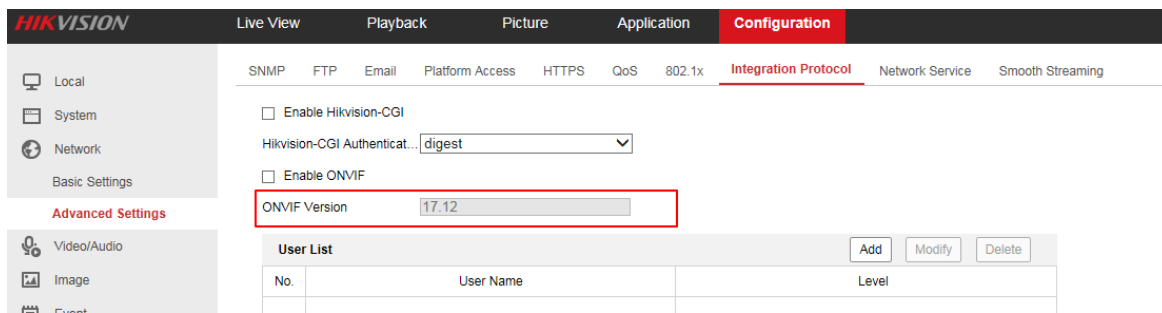 HIKVISION Live View Playback Picture Application Configuration
SNMP FTP Email Platform Access HTTPS QoS 802.1x Integration Protocol Network Service Smooth Streaming
Local
System
Network
Basic Settings
Advanced Settings
Video/Audio
Image
Event
Enable Hikvision-CGI
Hikvision-CGI Authenticat... digest
Enable ONVIF
ONVIF Version 17.12
User List Add Modify Delete
No. User Name Level